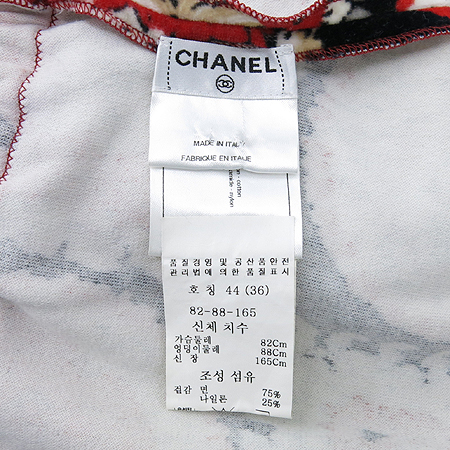 CHANEL
MADE IN ITALY
FABRIQUE EN ITALIE
- cotton
- nylon
품질경영 및 공산품안전
관리법에 의한 품질표시
호칭 44 (36)
82-88-165
신체 치수
가슴둘레 82Cm
엉덩이둘레 88Cm
신 장 165Cm
조성 섬유
겉감 면 75%
나일론 25%